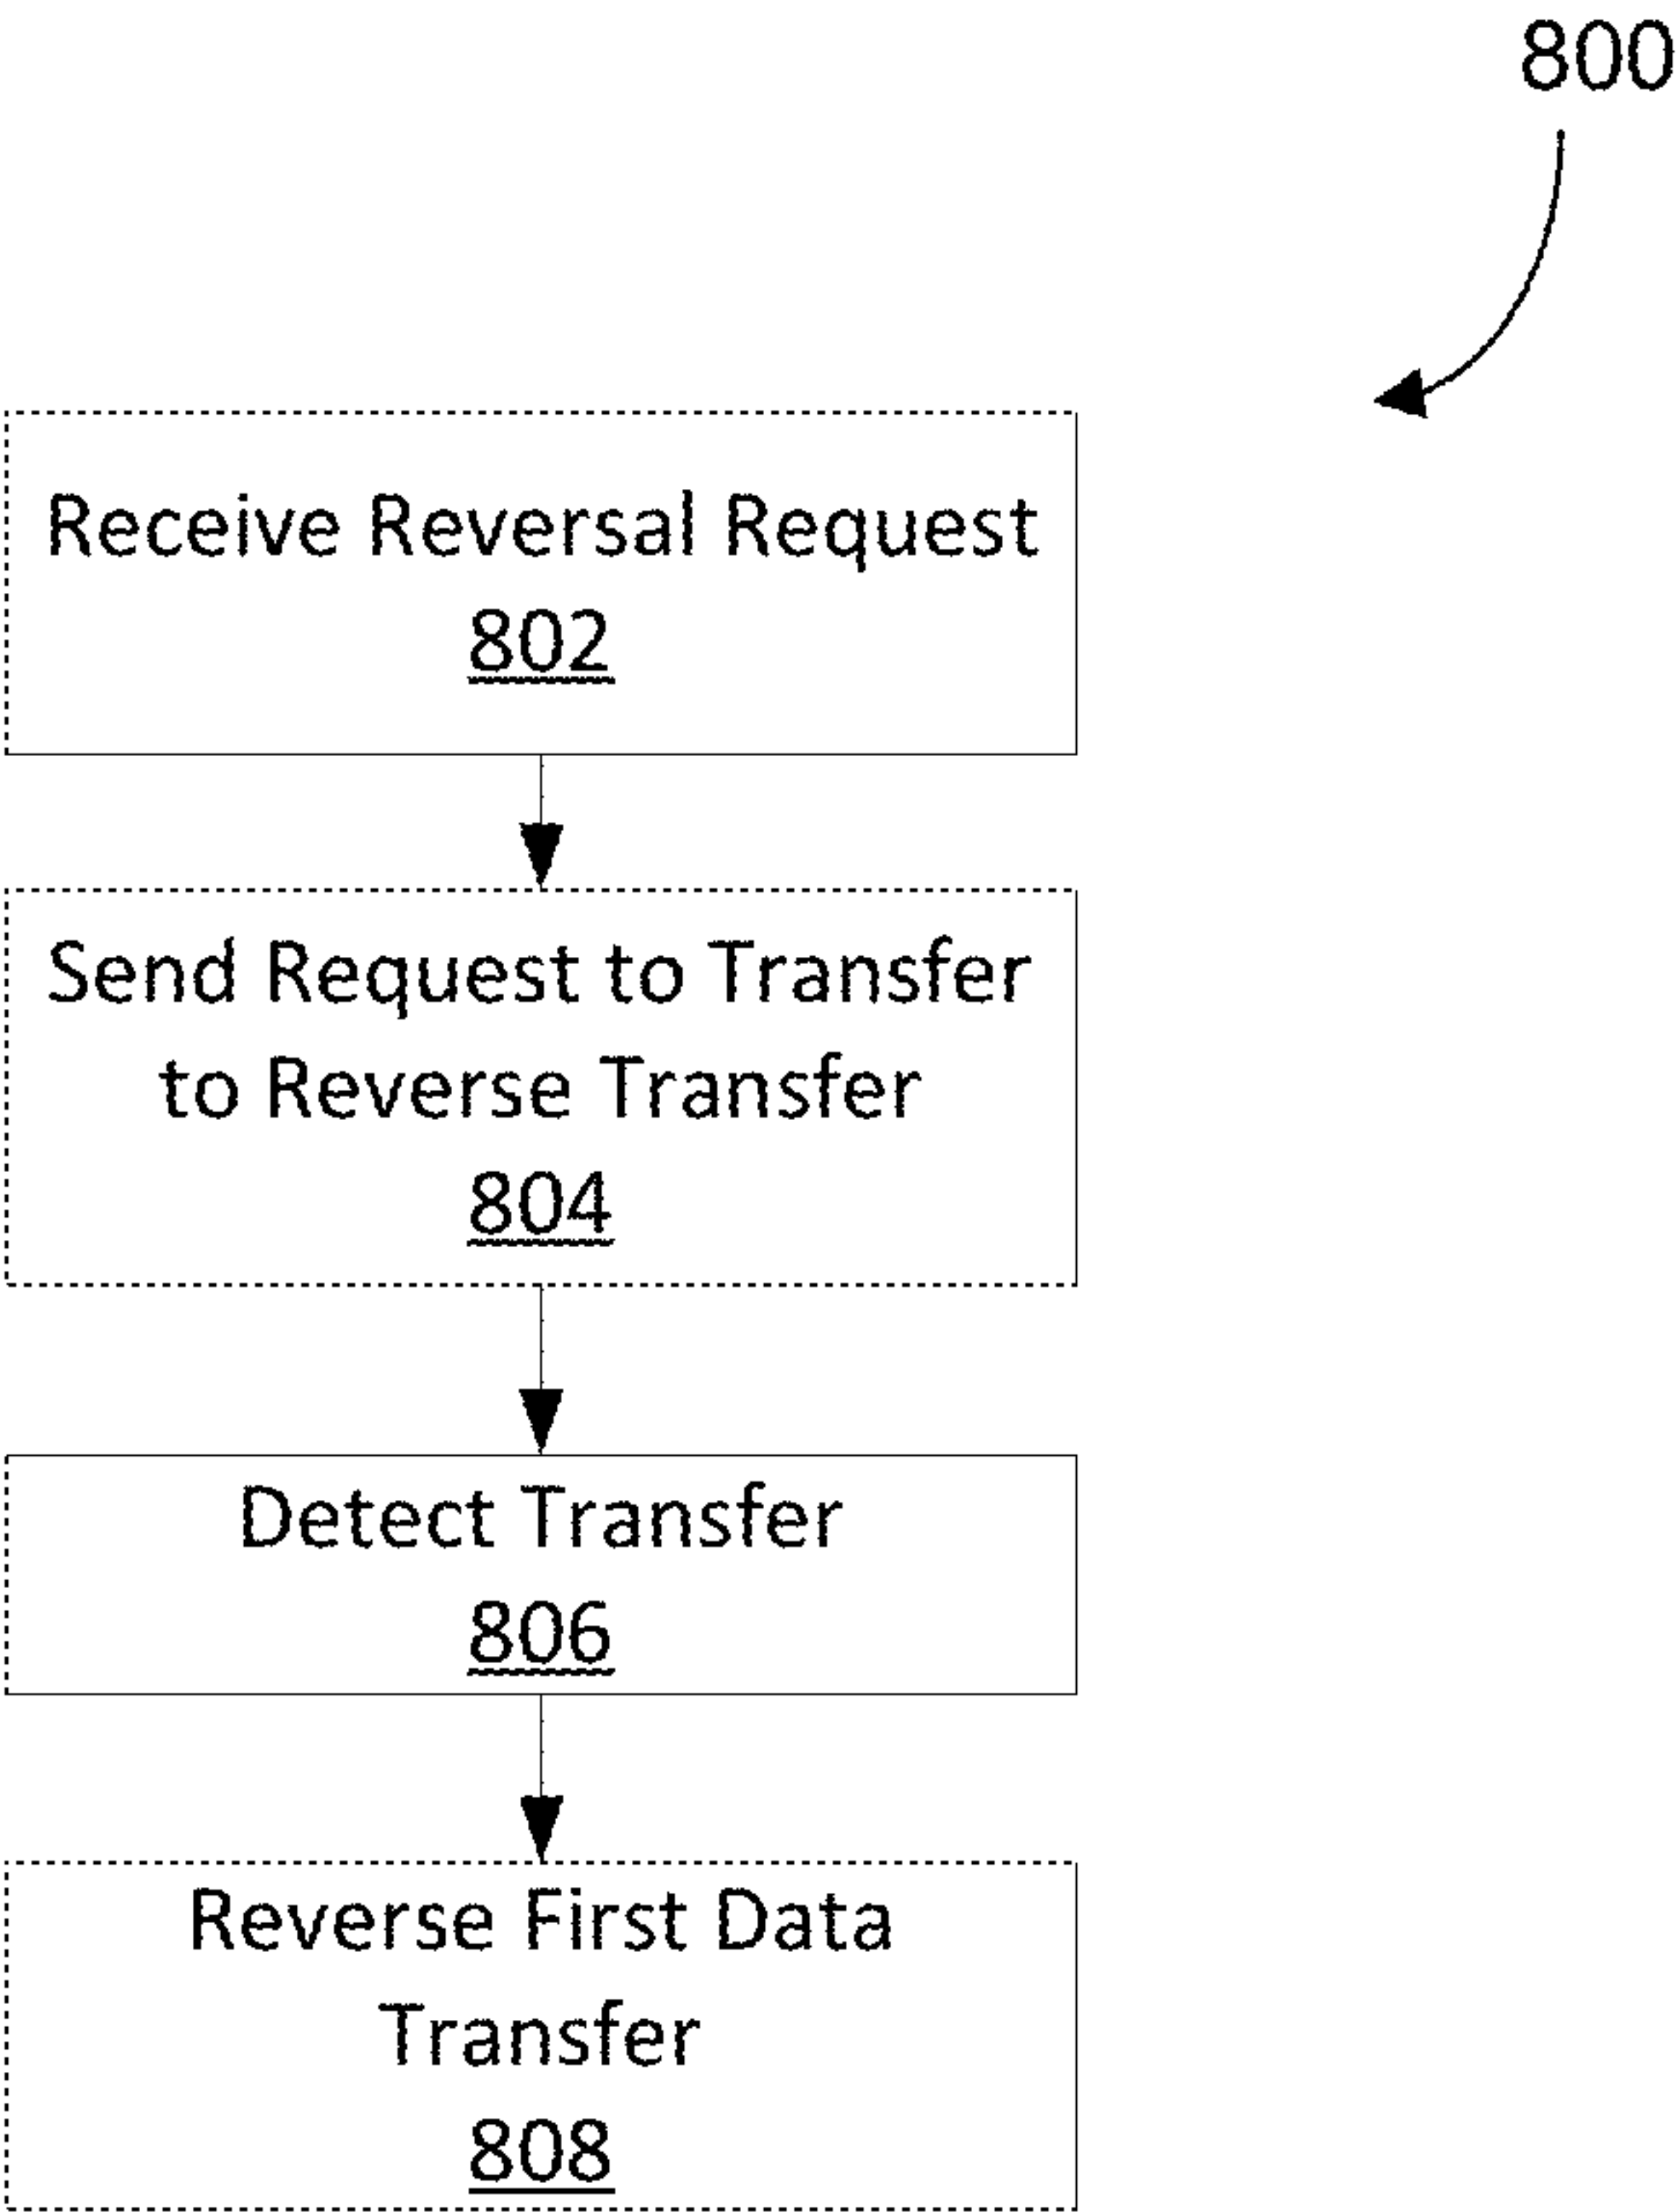 800
Receive Reversal Request
802
Send Request to Transfer
to Reverse Transfer
804
Detect Transfer
806
Reverse First Data
Transfer
808